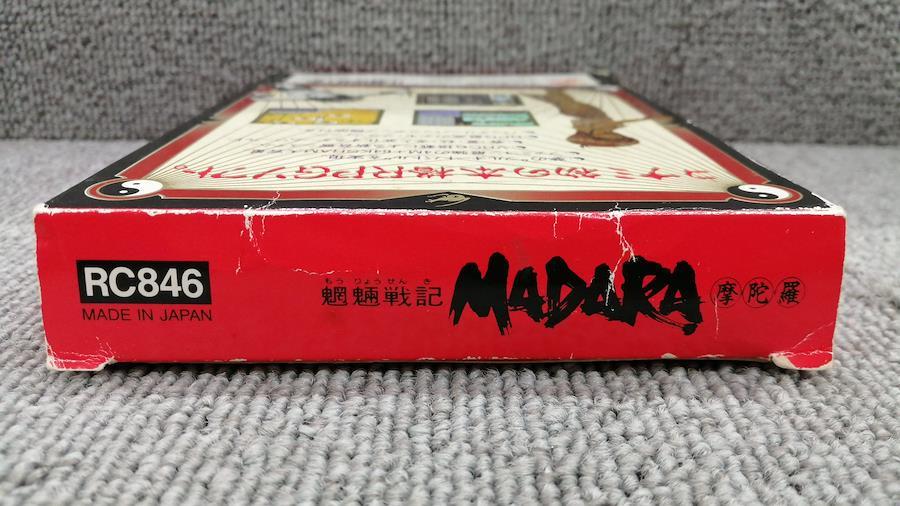 コナミ初の本格RPGソフト。
RC846
MADE IN JAPAN
もうりょうせんき
魍魎戦記 MADARA 摩陀羅